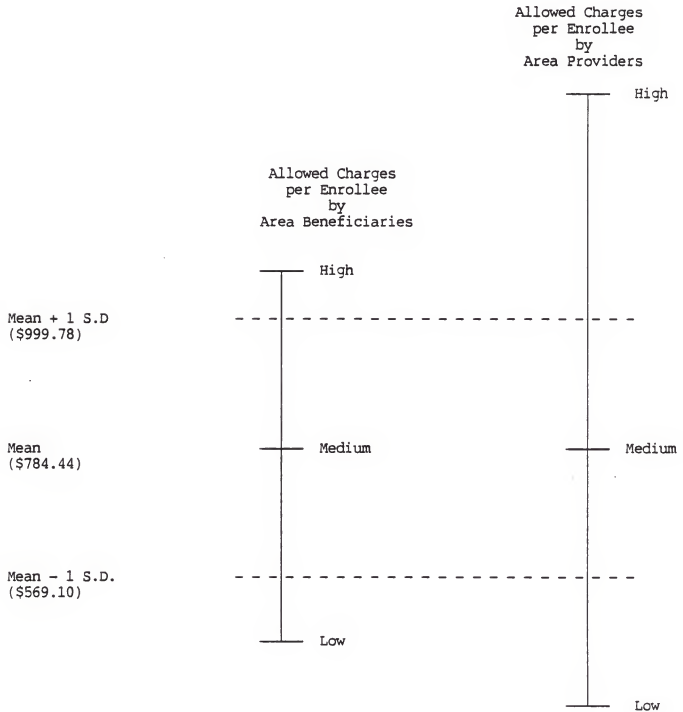 Allowed Charges
per Enrollee
by
Area Providers
High
Allowed Charges
per Enrollee
by
Area Beneficiaries
High
Mean + 1 S.D
($999.78)
Mean
($784.44)
Medium
Medium
Mean - 1 S.D.
($569.10)
Low
Low